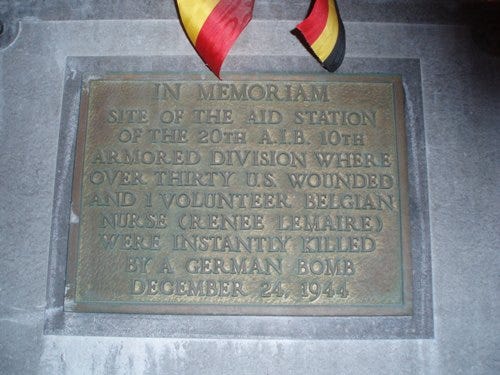 IN MEMORIAM
SITE OF THE AID STATION
OF THE 20TH A.I.B. 10TH
ARMORED DIVISION WHERE
OVER THIRTY U.S. WOUNDED
AND 1 VOLUNTEER BELGIAN
NURSE (RENEE LEMAIRE)
WERE INSTANTLY KILLED
BY A GERMAN BOMB
DECEMBER 24, 1944